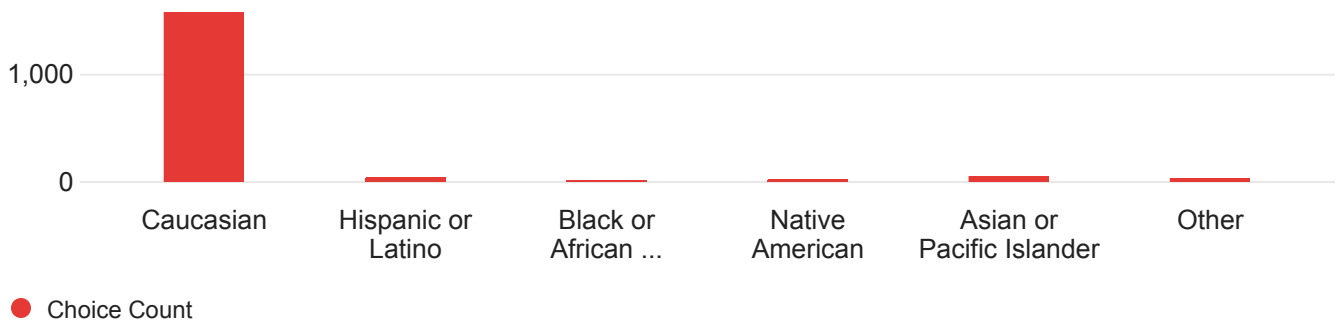 1,000
0
Caucasian
Hispanic or
Latino
Black or
African ...
Native
American
Asian or
Pacific Islander
Other
Choice Count